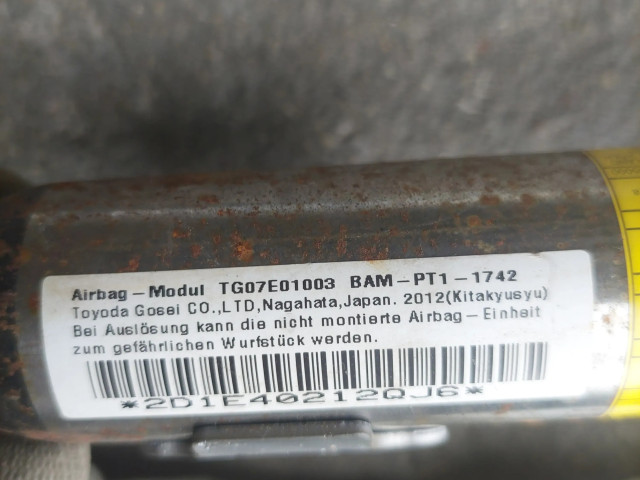 Airbag-Modul TG07E01003 BAM-PT1-1742
Toyoda Gosei CO.,LTD,Nagahata,Japan. 2012(Kitakyusyu)
Bei Auslösung kann die nicht montierte Airbag-Einheit
zum gefährlichen Wurfstück werden.
*2D1E40212QJ6*